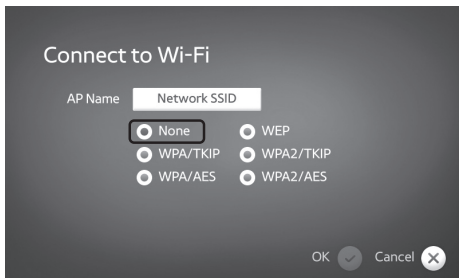 Connect to Wi-Fi
AP Name Network SSID
None WEP
WPA/TKIP WPA2/TKIP
WPA/AES WPA2/AES
OK Cancel